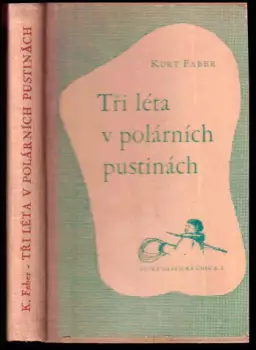 K. Faber - TŘI LÉTA V POLÁRNÍCH PUSTINÁCH
KURT FABER
Tři léta
v polárních
pustinách